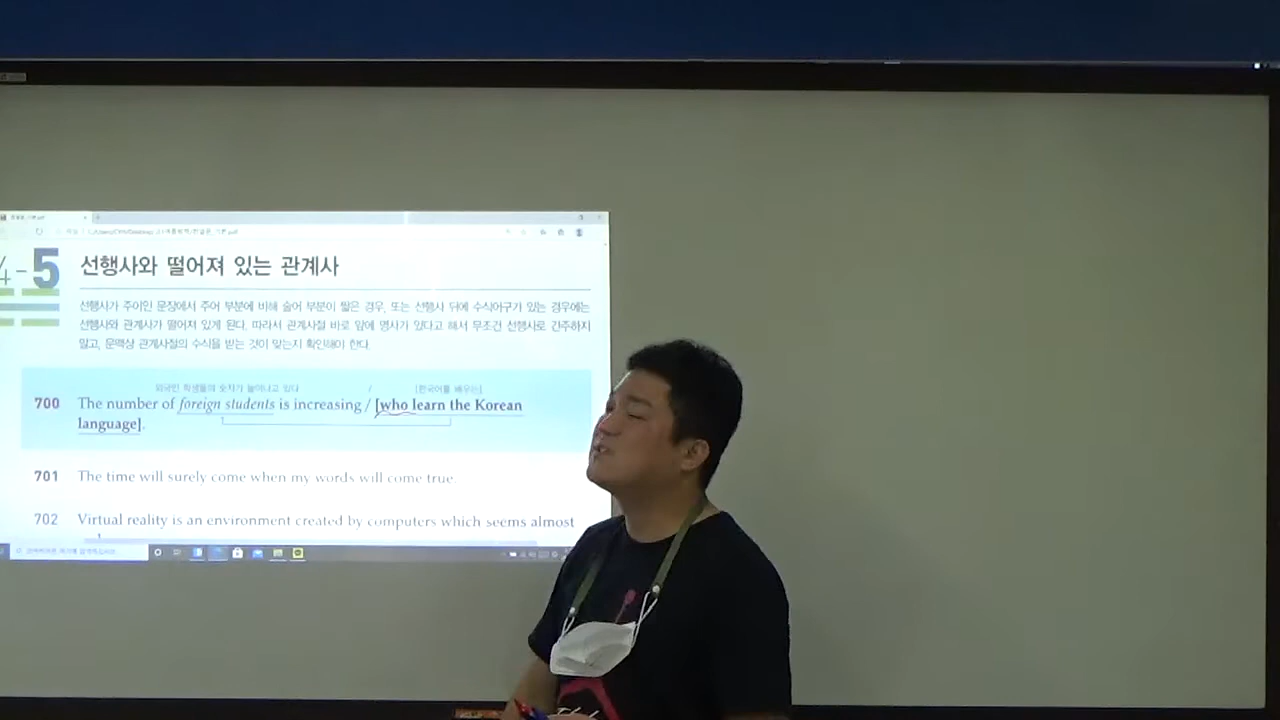 4-5
선행사와 떨어져 있는 관계사
선행사가 주어인 문장에서 주어 부분에 비해 술어 부분이 짧은 경우, 또는 선행사 뒤에 수식어구가 있는 경우에는
선행사와 관계사가 떨어져 있게 된다. 따라서 관계사절 바로 앞에 명사가 있다고 해서 무조건 선행사로 간주하지
말고, 문맥상 관계사절의 수식을 받는 것이 맞는지 확인해야 한다.
외국인 학생들의 숫자가 늘어나고 있다 / [한국어를 배우는]
700 The number of foreign students is increasing / [who learn the Korean
language].
701 The time will surely come when my words will come true.
702 Virtual reality is an environment created by computers which seems almost